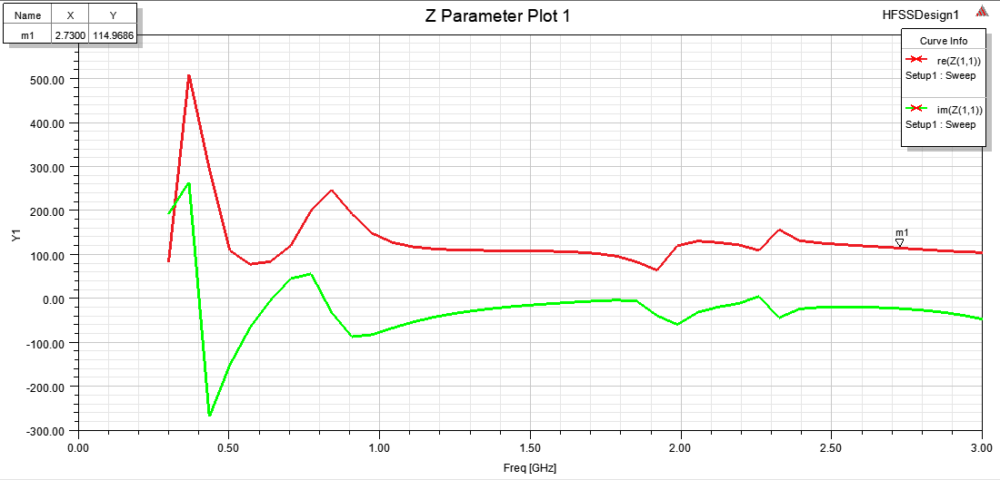 Z Parameter Plot 1
HFSSDesign1
Name X Y
m1 2.7300 114.9686
Curve Info
re(Z(1,1))
Setup1 : Sweep
im(Z(1,1))
Setup1 : Sweep
500.00
400.00
300.00
200.00
100.00
0.00
-100.00
-200.00
-300.00
Y1
m1
0.00 0.50 1.00 1.50 2.00 2.50 3.00
Freq [GHz]